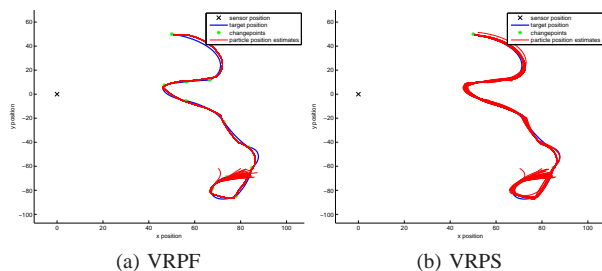 × sensor position
target position
changepoints
particle position estimates
60
40
20
0
−20
−40
−60
−80
−100
y position
0
20
40
60
80
100
x position
(a) VRPF
× sensor position
target position
changepoints
particle position estimates
60
40
20
0
−20
−40
−60
−80
−100
y position
0
20
40
60
80
100
x position
(b) VRPS